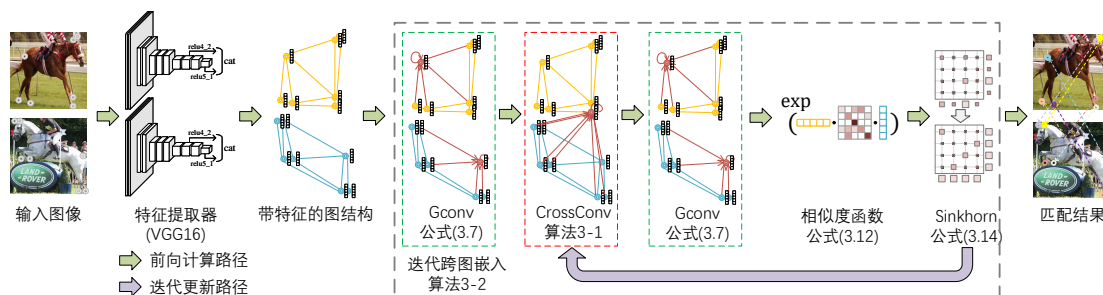 relu4_2
relu5_1
cat
relu4_2
relu5_1
cat
LAND-
ROVER
LAND-
ROVER
exp
(
·
·
)
输入图像
特征提取器
(VGG16)
带特征的图结构
Gconv
公式(3.7)
CrossConv
算法3-1
Gconv
公式(3.7)
相似度函数
公式(3.12)
Sinkhorn
公式(3.14)
匹配结果
迭代跨图嵌入
算法3-2
前向计算路径
迭代更新路径